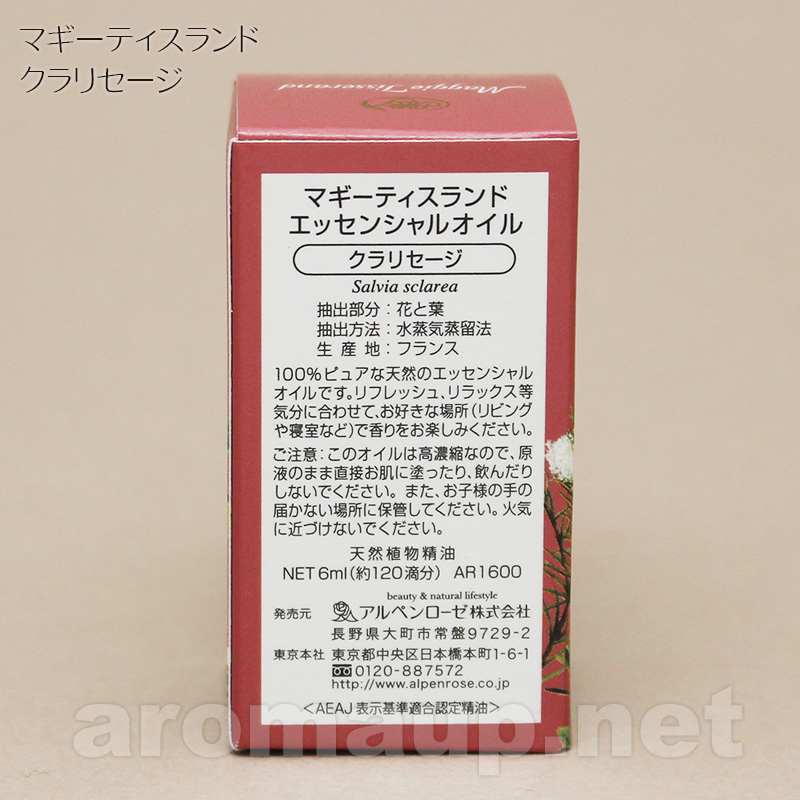 マギーティスランド
クラリセージ
Maggie Tisserand
マギーティスランド
エッセンシャルオイル
クラリセージ
Salvia sclarea
抽出部分：花と葉
抽出方法：水蒸気蒸留法
生産地：フランス
100%ピュアな天然のエッセンシャル
オイルです。リフレッシュ、リラックス等
気分に合わせて、お好きな場所（リビング
や寝室など）で香りをお楽しみください。
ご注意：このオイルは高濃縮なので、原
液のまま直接お肌に塗ったり、飲んだり
しないでください。また、お子様の手の
届かない場所に保管してください。火気
に近づけないでください。
天然植物精油
NET 6ml（約120滴分） AR1600
beauty & natural lifestyle
発売元 アルペンローゼ株式会社
長野県大町市常盤9729-2
東京本社 東京都中央区日本橋本町1-6-1
0120-887572
http://www.alpenrose.co.jp
＜AEAJ 表示基準適合認定精油＞
aromaup.net